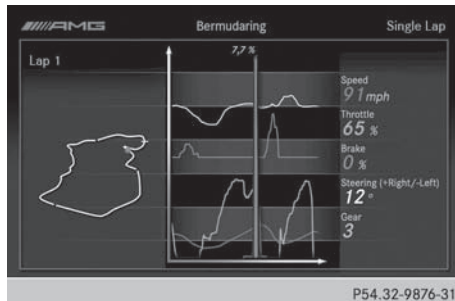 AMG Bermudaring Single Lap
Lap 1
7,7 %
Speed
91 mph
Throttle
65 %
Brake
0 %
Steering (+Right/-Left)
12 °
Gear
3
P54.32-9876-31